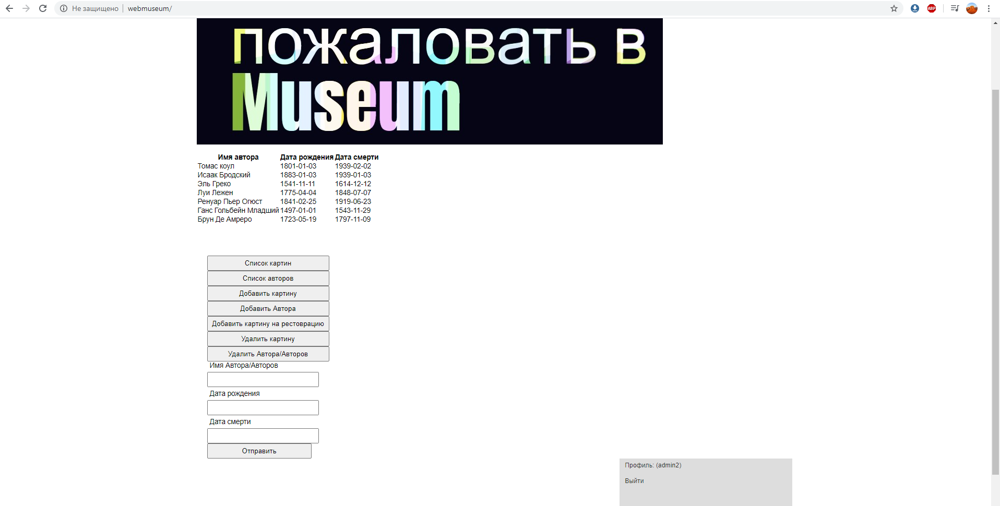 Не защищено webmuseum/
ABP
пожаловать в
Museum
Имя автора Дата рождения Дата смерти
Томас коул 1801-01-03 1939-02-02
Исаак Бродский 1883-01-03 1939-01-03
Эль Греко 1541-11-11 1614-12-12
Луи Лежен 1775-04-04 1848-07-07
Ренуар Пьер Огюст 1841-02-25 1919-06-23
Ганс Гольбейн Младший 1497-01-01 1543-11-29
Брун Де Амреро 1723-05-19 1797-11-09
Список картин
Список авторов
Добавить картину
Добавить Автора
Добавить картину на рестоврацию
Удалить картину
Удалить Автора/Авторов
Имя Автора/Авторов
Дата рождения
Дата смерти
Отправить
Профиль: (admin2)
Выйти